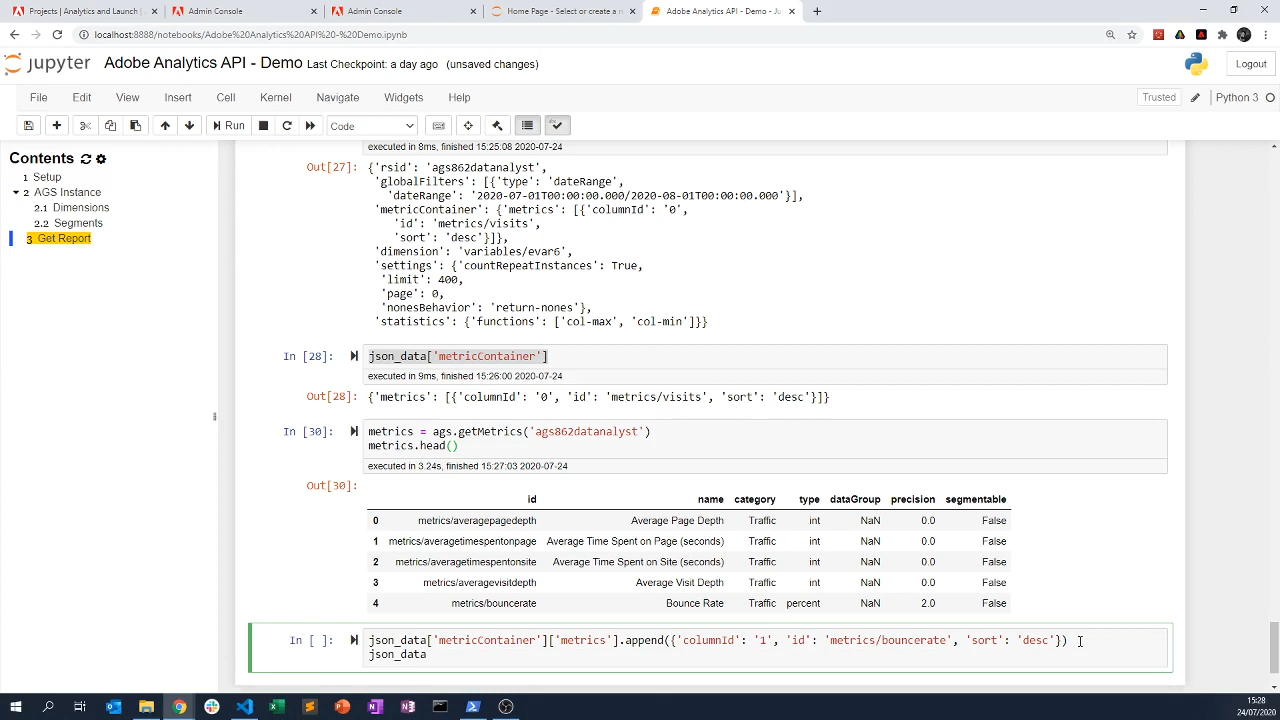 Projects | Analytics and Launch |
Admin Console
Admin Console
Home Page - Select or create a n
Adobe Analytics API - Demo - Ju
localhost:8888/notebooks/Adobe%20Analytics%20API%20-%20Demo.ipynb
jupyter Adobe Analytics API - Demo Last Checkpoint: a day ago (unsaved changes)
Logout
File Edit View Insert Cell Kernel Navigate Widgets Help
Trusted
Python 3
Run
Code
Contents
1 Setup
2 AGS Instance
2.1 Dimensions
2.2 Segments
3 Get Report
executed in 8ms, finished 15:25:08 2020-07-24
Out[27]: {'rsid': 'ags862datanalyst',
'globalFilters': [{'type': 'dateRange',
'dateRange': '2020-07-01T00:00:00.000/2020-08-01T00:00:00.000'}],
'metricContainer': {'metrics': [{'columnId': '0',
'id': 'metrics/visits',
'sort': 'desc'}]},
'dimension': 'variables/evar6',
'settings': {'countRepeatInstances': True,
'limit': 400,
'page': 0,
'nonesBehavior': 'return-nones'},
'statistics': {'functions': ['col-max', 'col-min']}}
In [28]: json_data['metricContainer']
executed in 9ms, finished 15:26:00 2020-07-24
Out[28]: {'metrics': [{'columnId': '0', 'id': 'metrics/visits', 'sort': 'desc'}]}
In [30]: metrics = ags.getMetrics('ags862datanalyst')
metrics.head()
executed in 3.24s, finished 15:27:03 2020-07-24
Out[30]:
id name category type dataGroup precision segmentable
0 metrics/averagepagedepth Average Page Depth Traffic int NaN 0.0 False
1 metrics/averagetimespentonpage Average Time Spent on Page (seconds) Traffic int NaN 0.0 False
2 metrics/averagetimespentonsite Average Time Spent on Site (seconds) Traffic int NaN 0.0 False
3 metrics/averagevisitdepth Average Visit Depth Traffic int NaN 0.0 False
4 metrics/bouncerate Bounce Rate Traffic percent NaN 2.0 False
In [ ]: json_data['metricContainer']['metrics'].append({'columnId': '1', 'id': 'metrics/bouncerate', 'sort': 'desc'})
json_data
15:28
24/07/2020